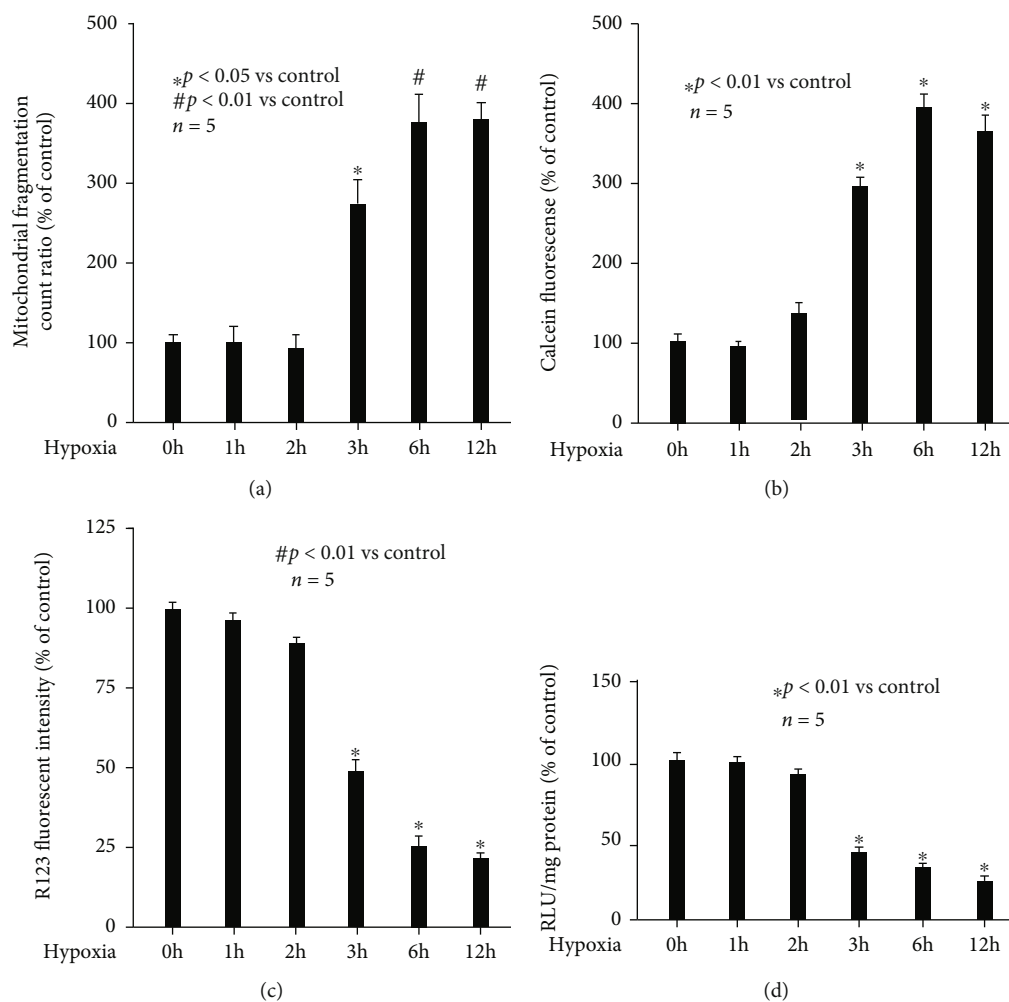 Mitochondrial fragmentation
count ratio (% of control)
500
400
300
200
100
0
*p < 0.05 vs control
#p < 0.01 vs control
n = 5
*
#
#
Hypoxia 0h 1h 2h 3h 6h 12h
(a)
Calcein fluorescense (% of control)
500
400
300
200
100
0
*p < 0.01 vs control
n = 5
*
*
*
Hypoxia 0h 1h 2h 3h 6h 12h
(b)
R123 fluorescent intensity (% of control)
125
100
75
50
25
0
#p < 0.01 vs control
n = 5
*
*
*
Hypoxia 0h 1h 2h 3h 6h 12h
(c)
RLU/mg protein (% of control)
150
100
50
0
*p < 0.01 vs control
n = 5
*
*
*
Hypoxia 0h 1h 2h 3h 6h 12h
(d)